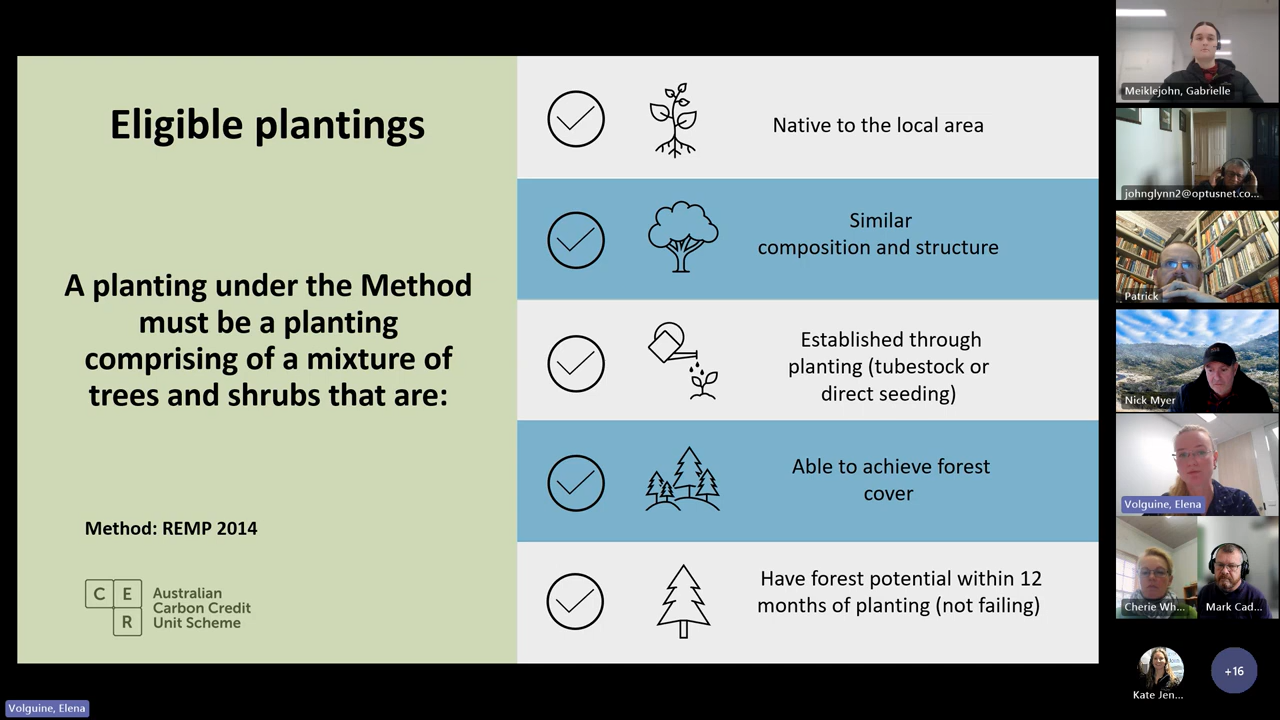 Eligible plantings
A planting under the Method
must be a planting
comprising of a mixture of
trees and shrubs that are:
Method: REMP 2014
C E
R
Australian
Carbon Credit
Unit Scheme
Native to the local area
Similar
composition and structure
Established through
planting (tubestock or
direct seeding)
Able to achieve forest
cover
Have forest potential within 12
months of planting (not failing)
Meiklejohn, Gabrielle
johnglynn2@optusnet.co...
Patrick
Nick Myer
Volguine, Elena
Cherie Wh...
Mark Cad...
Kate Jen...
+16
Volguine, Elena